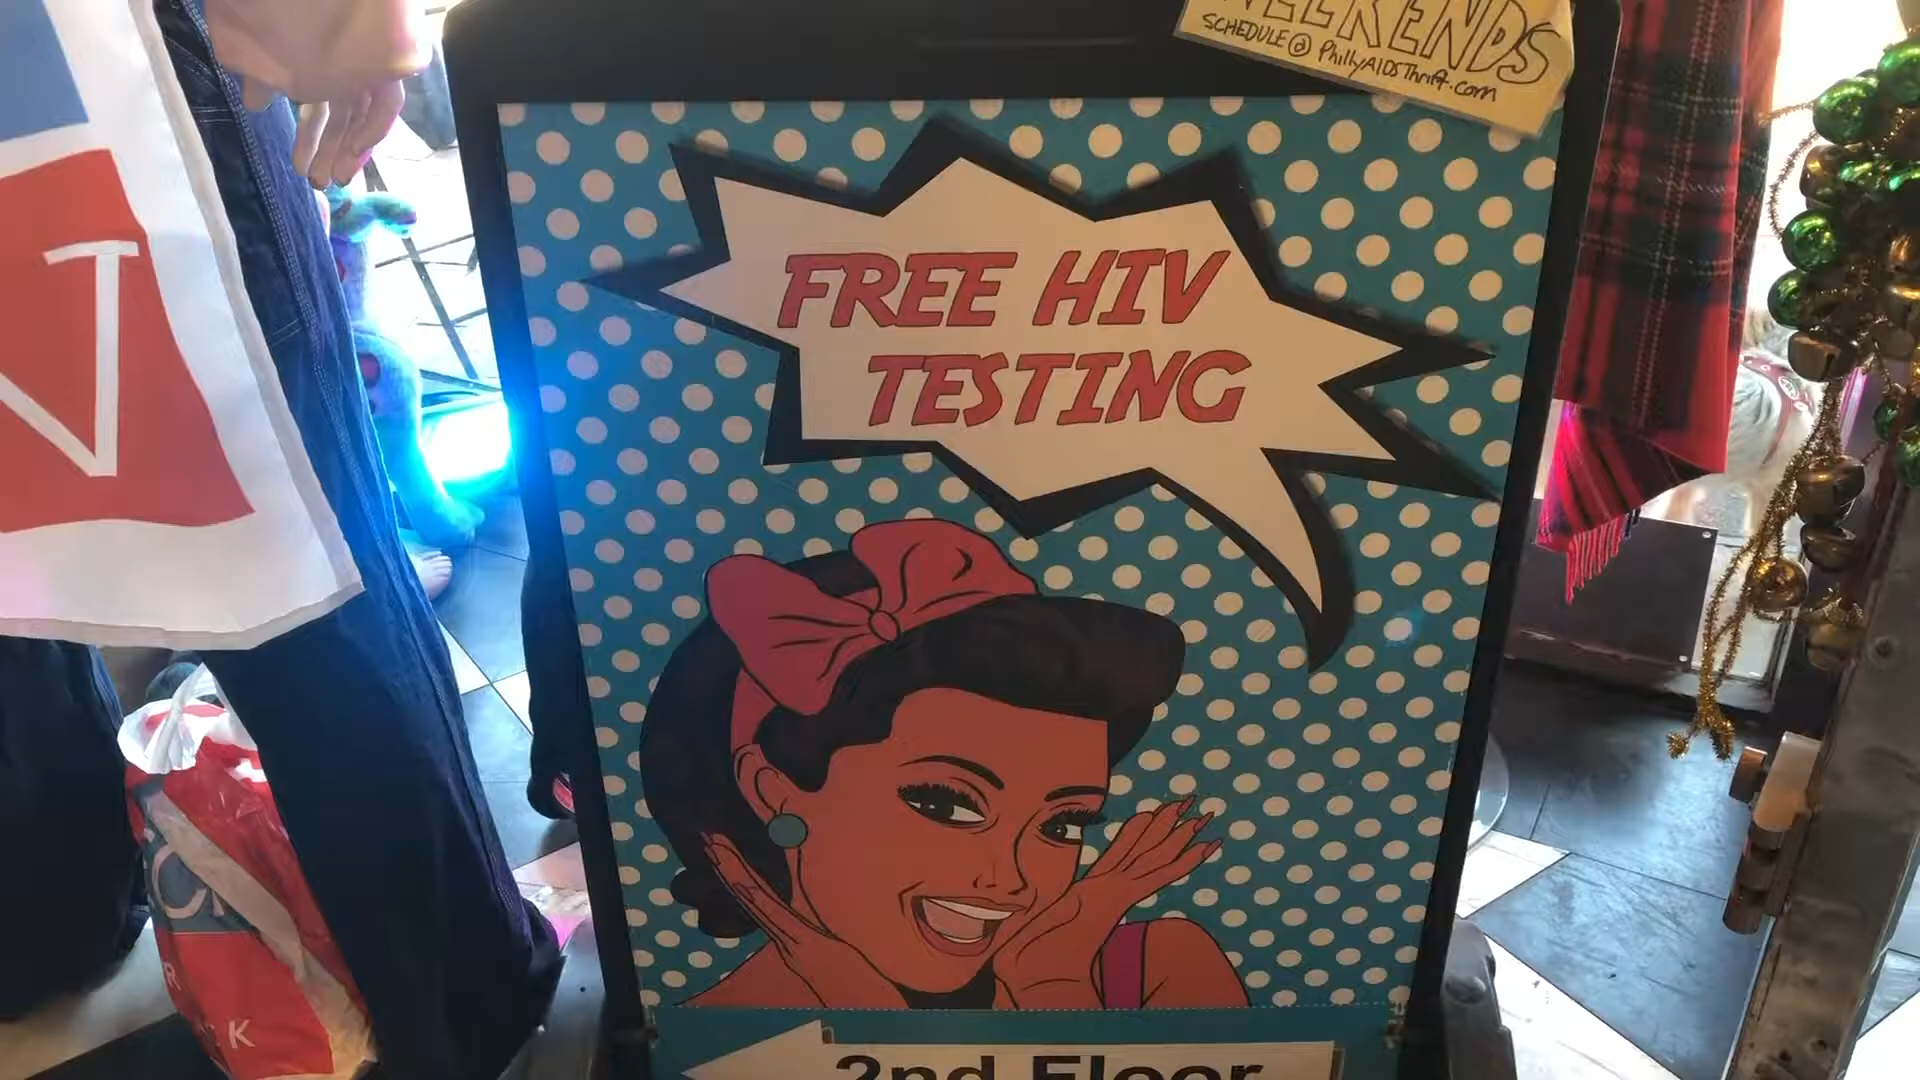 WEEKENDS
SCHEDULE @ PhillyAIDSThrift.com
FREE HIV
TESTING
2nd Floor